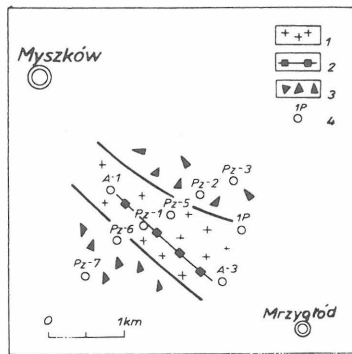 Myszków
1
2
3
1P
4
Pz-3
A-1
Pz-2
Pz-5
Pz-1
1P
Pz-6
Pz-7
A-3
0 1km
Mrzygłód